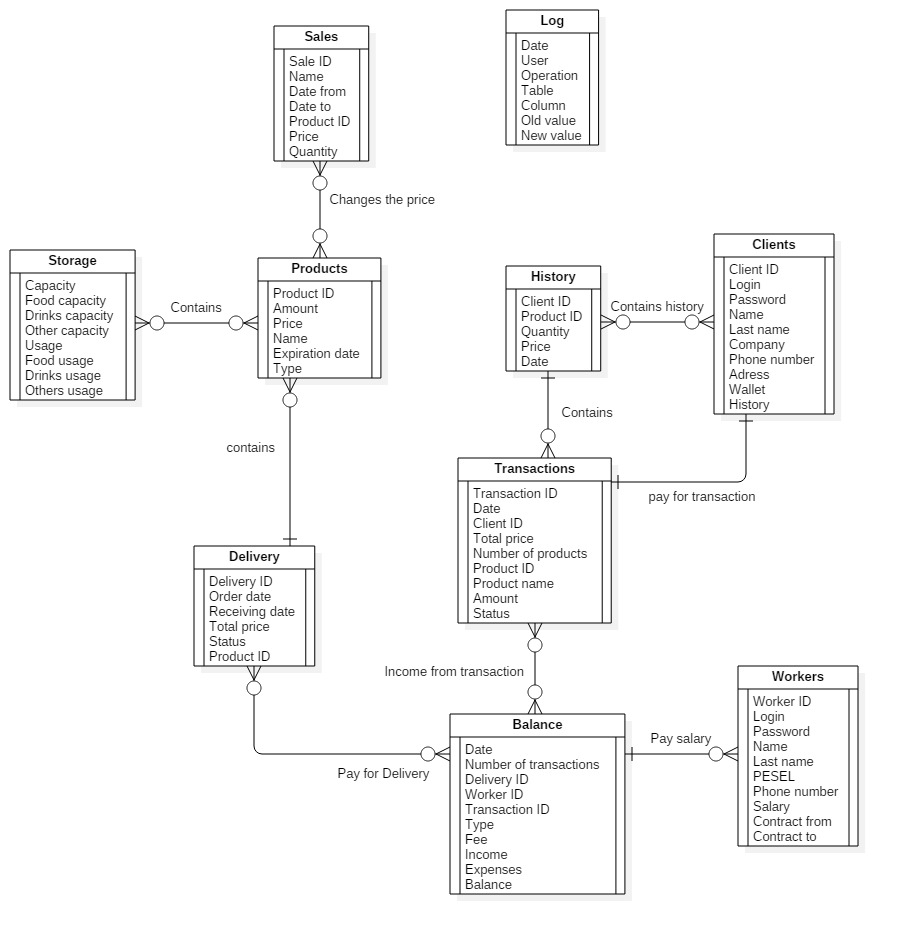 Sales
Sale ID
Name
Date from
Date to
Product ID
Price
Quantity
Log
Date
User
Operation
Table
Column
Old value
New value
Changes the price
Storage
Capacity
Food capacity
Drinks capacity
Other capacity
Usage
Food usage
Drinks usage
Others usage
Contains
Products
Product ID
Amount
Price
Name
Expiration date
Type
History
Client ID
Product ID
Quantity
Price
Date
Contains history
Clients
Client ID
Login
Password
Name
Last name
Company
Phone number
Adress
Wallet
History
contains
Contains
Transactions
Transaction ID
Date
Client ID
Total price
Number of products
Product ID
Product name
Amount
Status
pay for transaction
Delivery
Delivery ID
Order date
Receiving date
Total price
Status
Product ID
Income from transaction
Pay for Delivery
Balance
Date
Number of transactions
Delivery ID
Worker ID
Transaction ID
Type
Fee
Income
Expenses
Balance
Pay salary
Workers
Worker ID
Login
Password
Name
Last name
PESEL
Phone number
Salary
Contract from
Contract to